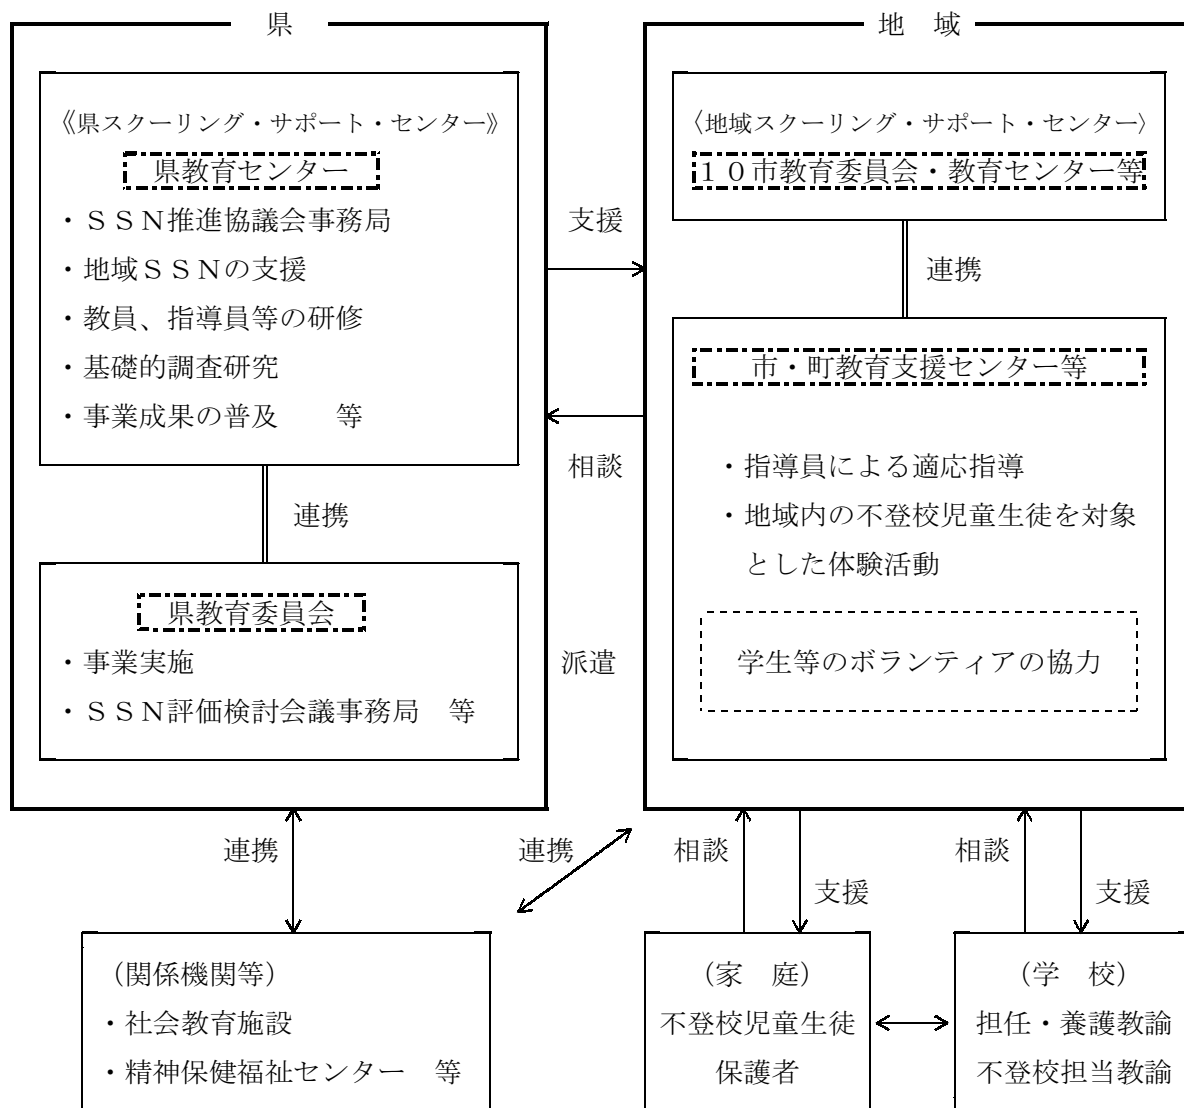 県
《県スクーリング・サポート・センター》
県教育センター
・ＳＳＮ推進協議会事務局
・地域ＳＳＮの支援
・教員、指導員等の研修
・基礎的調査研究
・事業成果の普及　　等
連携
県教育委員会
・事業実施
・ＳＳＮ評価検討会議事務局　等
支援
相談
派遣
地　域
〈地域スクーリング・サポート・センター〉
１０市教育委員会・教育センター等
連携
市・町教育支援センター等
・指導員による適応指導
・地域内の不登校児童生徒を対象
とした体験活動
学生等のボランティアの協力
連携
連携
相談
支援
相談
支援
（関係機関等）
・社会教育施設
・精神保健福祉センター　等
（家　庭）
不登校児童生徒
保護者
（学　校）
担任・養護教諭
不登校担当教諭